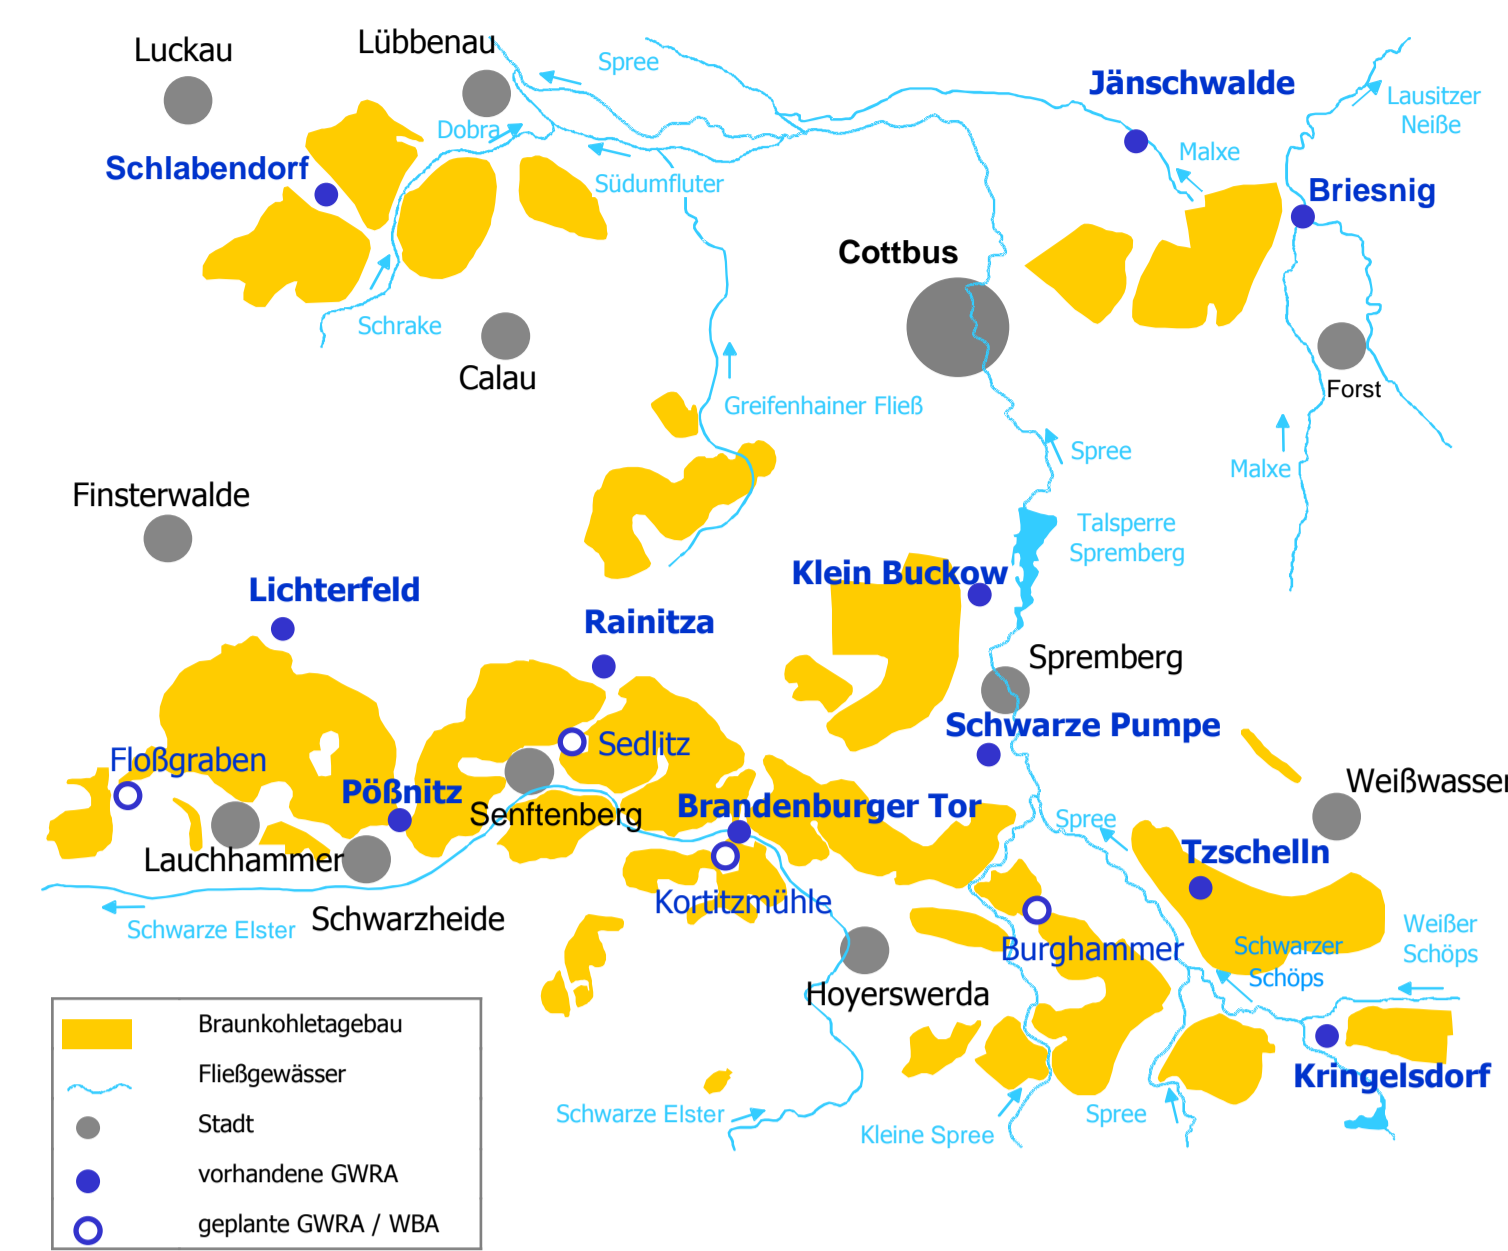 Lübbenau
Luckau
Spree
Jänschwalde
Lausitzer
Neiße
Dobra
Malxe
Schlabendorf
Südumfluter
Briesnig
Cottbus
Schrake
Calau
Forst
Greifenhainer Fließ
Spree
Malxe
Finsterwalde
Talsperre
Spremberg
Lichterfeld
Klein Buckow
Rainitza
Spremberg
Schwarze Pumpe
Sedlitz
Floßgraben
Weißwasser
Pößnitz
Brandenburger Tor
Senftenberg
Spree
Tzschelln
Lauchhammer
Kortitzmühle
Schwarze Elster
Schwarzheide
Weißer
Schöps
Burghammer
Schwarzer
Schöps
Hoyerswerda
Kringelsdorf
Schwarze Elster
Kleine Spree
Spree
Braunkohletagebau
Fließgewässer
Stadt
vorhandene GWRA
geplante GWRA / WBA